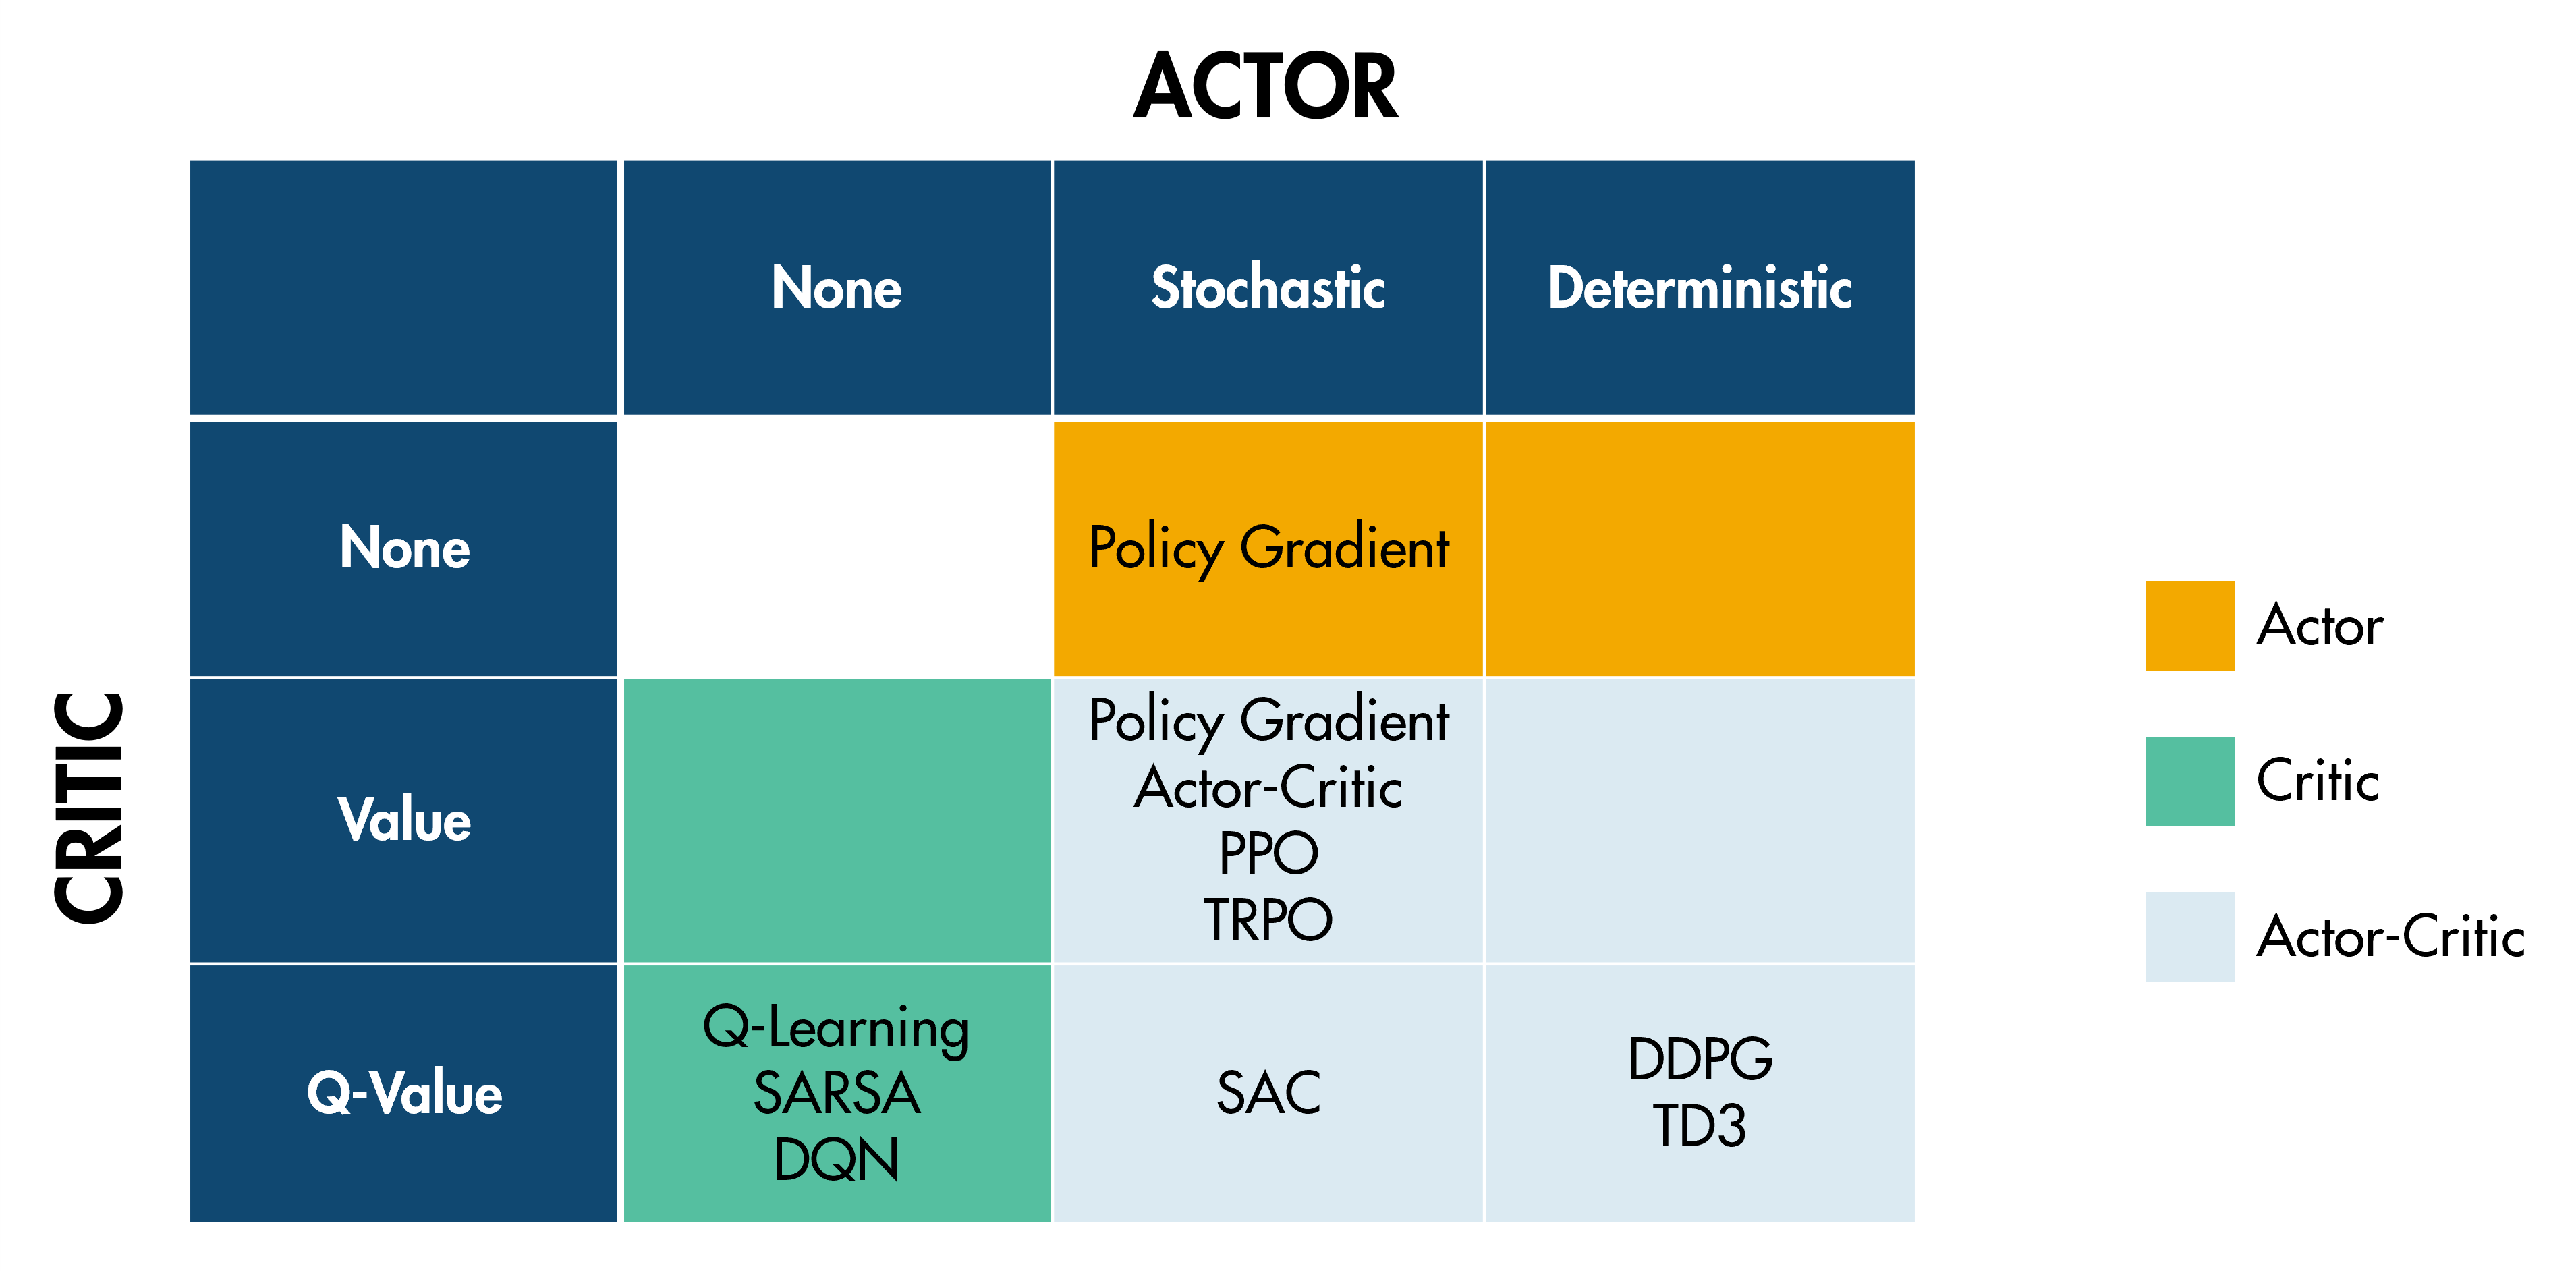 ACTOR
None
Stochastic
Deterministic
CRITIC
None
Policy Gradient
Value
Policy Gradient
Actor-Critic
PPO
TRPO
Q-Value
Q-Learning
SARSA
DQN
SAC
DDPG
TD3
Actor
Critic
Actor-Critic